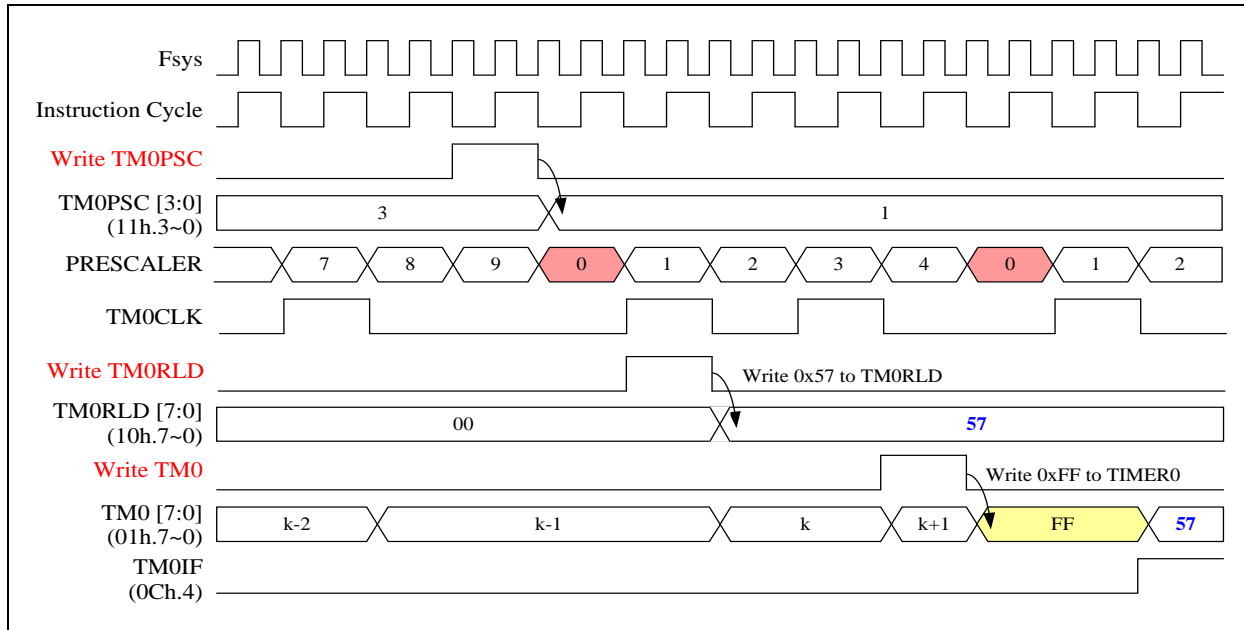 Fsys
Instruction Cycle
Write TM0PSC
TM0PSC [3:0]
(11h.3~0)
3
1
PRESCALER
7
8
9
0
1
2
3
4
0
1
2
TM0CLK
Write TM0RLD
Write 0x57 to TM0RLD
TM0RLD [7:0]
(10h.7~0)
00
57
Write TM0
Write 0xFF to TIMER0
TM0 [7:0]
(01h.7~0)
k-2
k-1
k
k+1
FF
57
TM0IF
(0Ch.4)